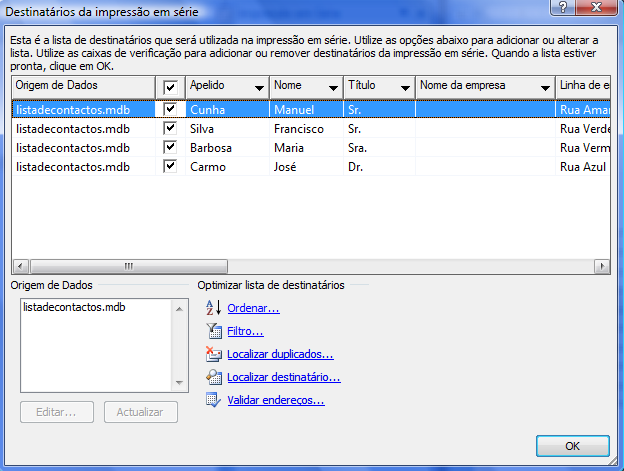 Destinatários da impressão em série
Esta é a lista de destinatários que será utilizada na impressão em série. Utilize as opções abaixo para adicionar ou alterar a
lista. Utilize as caixas de verificação para adicionar ou remover destinatários da impressão em série. Quando a lista estiver
pronta, clique em OK.
Origem de Dados Apelido Nome Título Nome da empresa Linha de e
listadecontactos.mdb Cunha Manuel Sr. Rua Amar
listadecontactos.mdb Silva Francisco Sr. Rua Verde
listadecontactos.mdb Barbosa Maria Sra. Rua Verm
listadecontactos.mdb Carmo José Dr. Rua Azul
Origem de Dados Optimizar lista de destinatários
listadecontactos.mdb
Ordenar...
Filtro...
Localizar duplicados...
Localizar destinatário...
Validar endereços...
Editar... Actualizar
OK